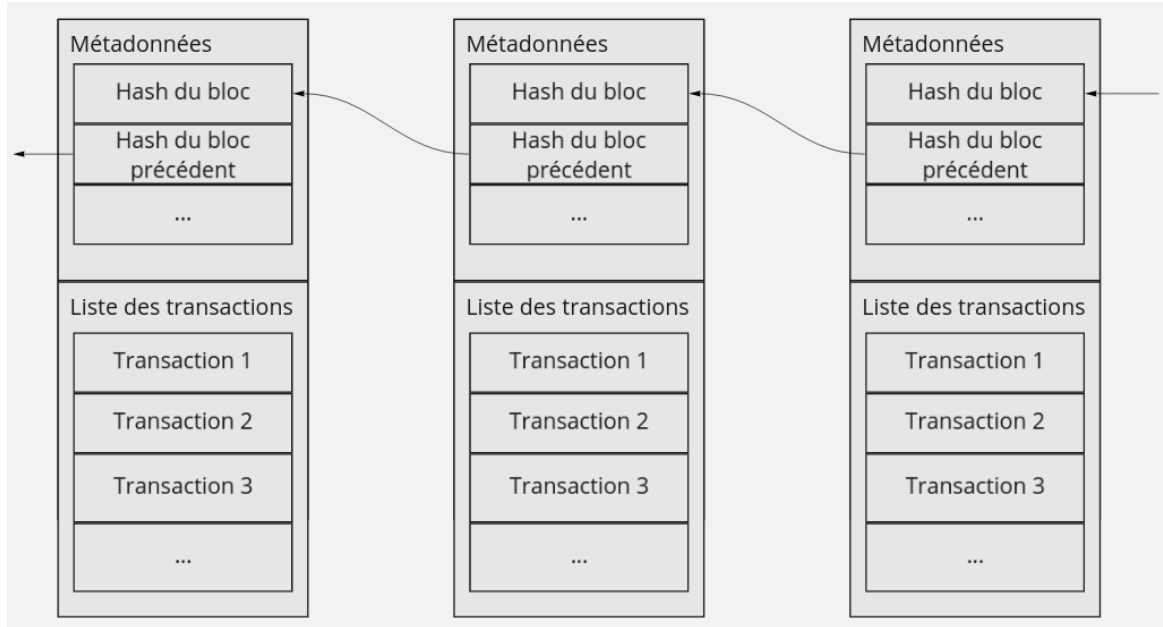 Métadonnées
Hash du bloc
Hash du bloc
précédent
...
Liste des transactions
Transaction 1
Transaction 2
Transaction 3
...
Métadonnées
Hash du bloc
Hash du bloc
précédent
...
Liste des transactions
Transaction 1
Transaction 2
Transaction 3
...
Métadonnées
Hash du bloc
Hash du bloc
précédent
...
Liste des transactions
Transaction 1
Transaction 2
Transaction 3
...